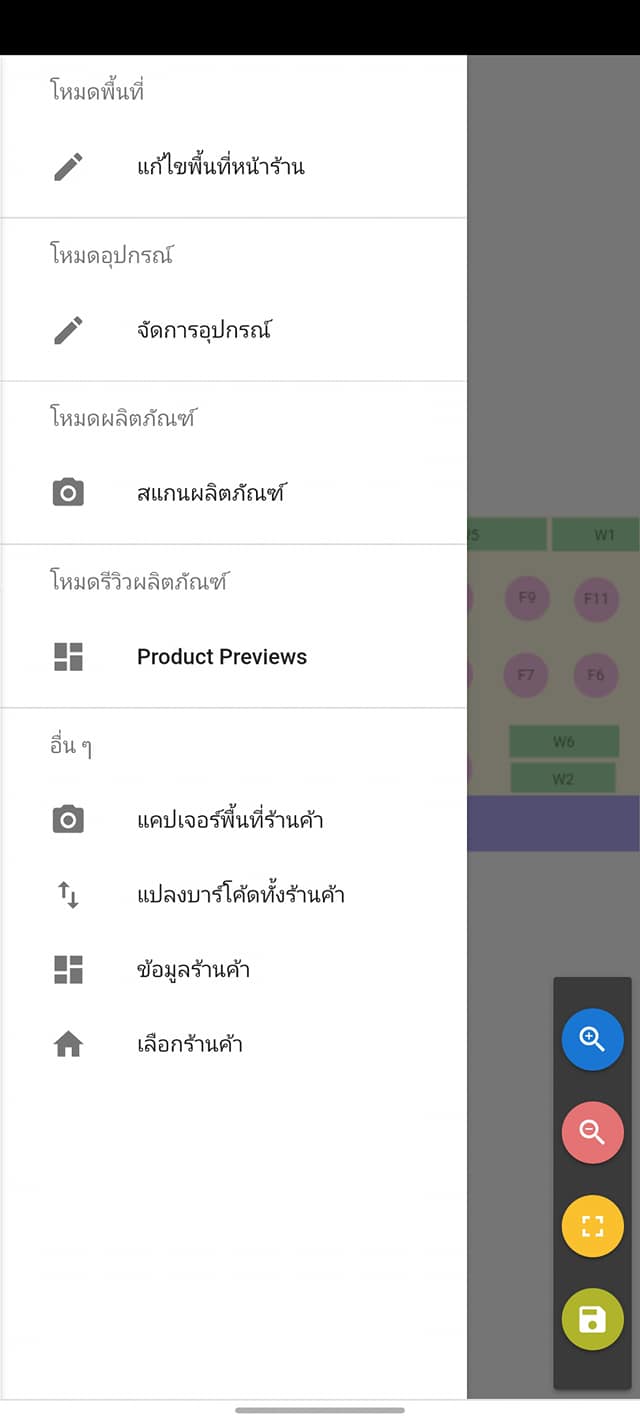 โหมดพื้นที่
แก้ไขพื้นที่หน้าร้าน
โหมดอุปกรณ์
จัดการอุปกรณ์
โหมดผลิตภัณฑ์
สแกนผลิตภัณฑ์
โหมดรีวิวผลิตภัณฑ์
Product Previews
อื่น ๆ
แคปเจอร์พื้นที่ร้านค้า
แปลงบาร์โค้ดทั้งร้านค้า
ข้อมูลร้านค้า
เลือกร้านค้า
5 W1
F9 F11
F7 F6
W6
W2